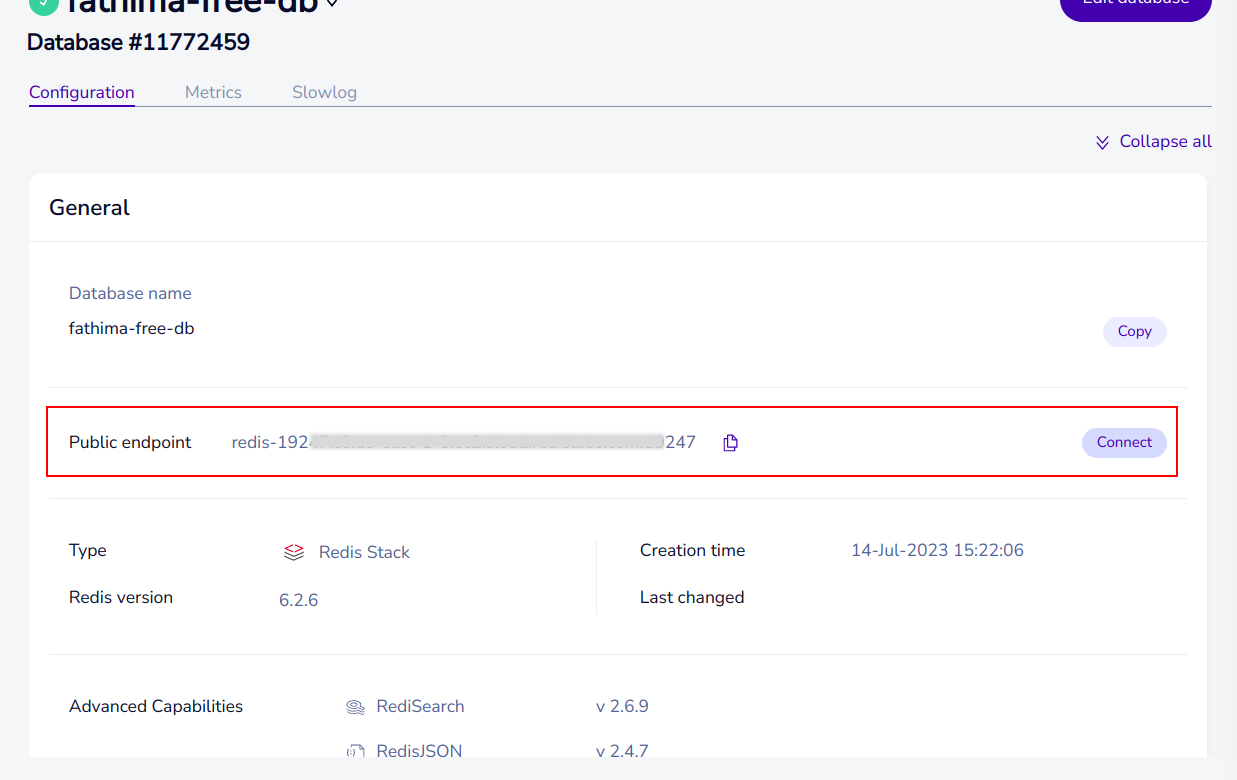 fathima-free-db
Edit database
Database #11772459
Configuration Metrics Slowlog
Collapse all
General
Database name
fathima-free-db
Copy
Public endpoint redis-192 247 Connect
Type Redis Stack Creation time 14-Jul-2023 15:22:06
Redis version 6.2.6 Last changed
Advanced Capabilities RediSearch v 2.6.9
RedisJSON v 2.4.7